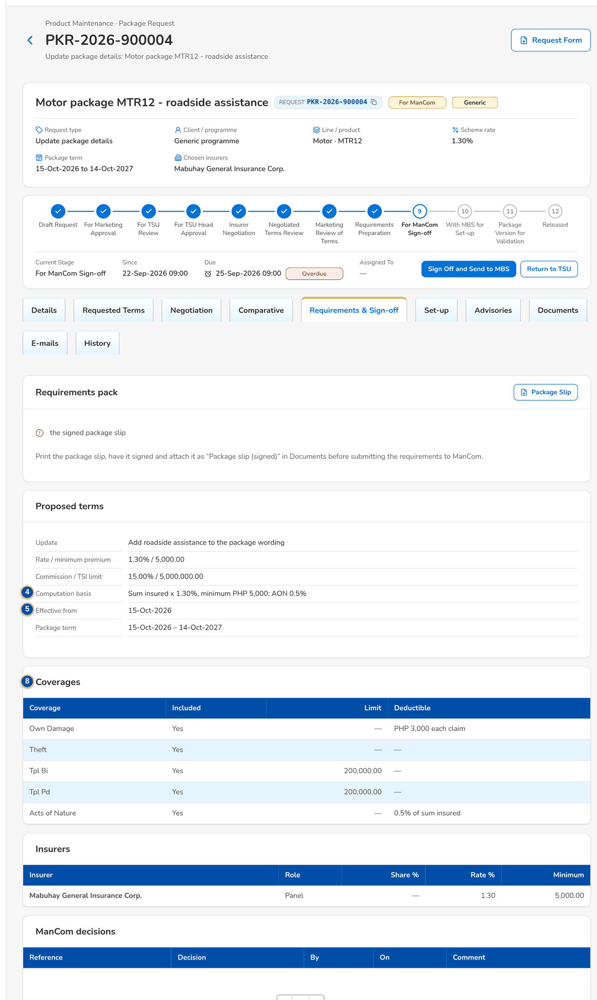 Product Maintenance · Package Request
PKR-2026-900004
Update package details: Motor package MTR12 - roadside assistance
Request Form
Motor package MTR12 - roadside assistance
REQUEST PKR-2026-900004
For ManCom
Generic
Request type
Client / programme
Line / product
Scheme rate
Update package details
Generic programme
Motor · MTR12
1.30%
Package term
Chosen insurers
15-Oct-2026 to 14-Oct-2027
Mabuhay General Insurance Corp.
Draft Request
For Marketing Approval
For TSU Review
For TSU Head Approval
Insurer Negotiation
Negotiated Terms Review
Marketing Review of Terms
Requirements Preparation
9
For ManCom Sign-off
10
With MBS for Set-up
11
Package Version for Validation
12
Released
Current Stage
Since
Due
Assigned To
For ManCom Sign-off
22-Sep-2026 09:00
25-Sep-2026 09:00
Overdue
—
Sign Off and Send to MBS
Return to TSU
Details
Requested Terms
Negotiation
Comparative
Requirements & Sign-off
Set-up
Advisories
Documents
E-mails
History
Requirements pack
Package Slip
the signed package slip
Print the package slip, have it signed and attach it as “Package slip (signed)” in Documents before submitting the requirements to ManCom.
Proposed terms
Update Add roadside assistance to the package wording
Rate / minimum premium 1.30% / 5,000.00
Commission / TSI limit 15.00% / 5,000,000.00
4 Computation basis Sum insured x 1.30%, minimum PHP 5,000; AON 0.5%
5 Effective from 15-Oct-2026
Package term 15-Oct-2026 – 14-Oct-2027
8 Coverages
Coverage Included Limit Deductible
Own Damage Yes — PHP 3,000 each claim
Theft Yes — —
Tpl Bi Yes 200,000.00 —
Tpl Pd Yes 200,000.00 —
Acts of Nature Yes — 0.5% of sum insured
Insurers
Insurer Role Share % Rate % Minimum
Mabuhay General Insurance Corp. Panel — 1.30 5,000.00
ManCom decisions
Reference Decision By On Comment